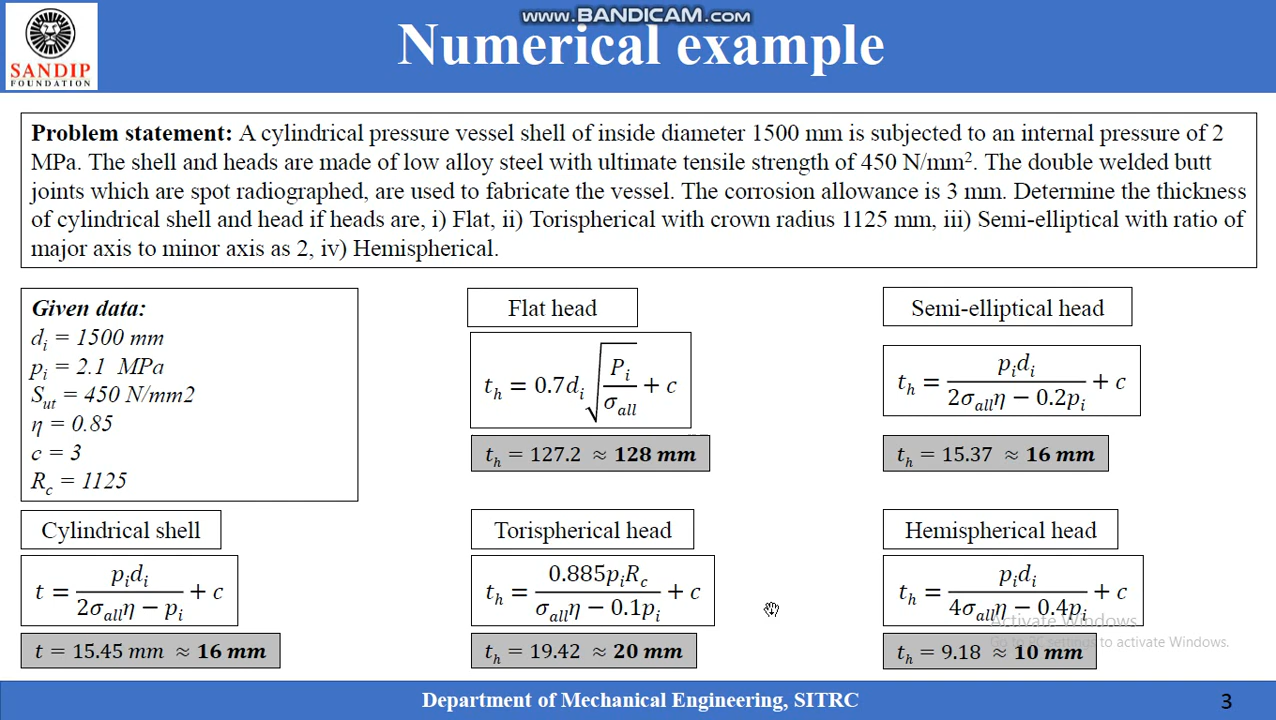 www.BANDICAM.com
SANDIP
FOUNDATION
Numerical example
Problem statement: A cylindrical pressure vessel shell of inside diameter 1500 mm is subjected to an internal pressure of 2
MPa. The shell and heads are made of low alloy steel with ultimate tensile strength of 450 N/mm². The double welded butt
joints which are spot radiographed, are used to fabricate the vessel. The corrosion allowance is 3 mm. Determine the thickness
of cylindrical shell and head if heads are, i) Flat, ii) Torispherical with crown radius 1125 mm, iii) Semi-elliptical with ratio of
major axis to minor axis as 2, iv) Hemispherical.
Given data:
d_i = 1500 mm
p_i = 2.1 MPa
S_ut = 450 N/mm2
η = 0.85
c = 3
R_c = 1125
Cylindrical shell
t = p_i d_i / (2σ_all η − p_i) + c
t = 15.45 mm ≈ 16 mm
Flat head
t_h = 0.7d_i √(P_i / σ_all) + c
t_h = 127.2 ≈ 128 mm
Torispherical head
t_h = 0.885p_i R_c / (σ_all η − 0.1p_i) + c
t_h = 19.42 ≈ 20 mm
Semi-elliptical head
t_h = p_i d_i / (2σ_all η − 0.2p_i) + c
t_h = 15.37 ≈ 16 mm
Hemispherical head
t_h = p_i d_i / (4σ_all η − 0.4p_i) + c
t_h = 9.18 ≈ 10 mm
Activate Windows
Go to PC settings to activate Windows.
Department of Mechanical Engineering, SITRC
3